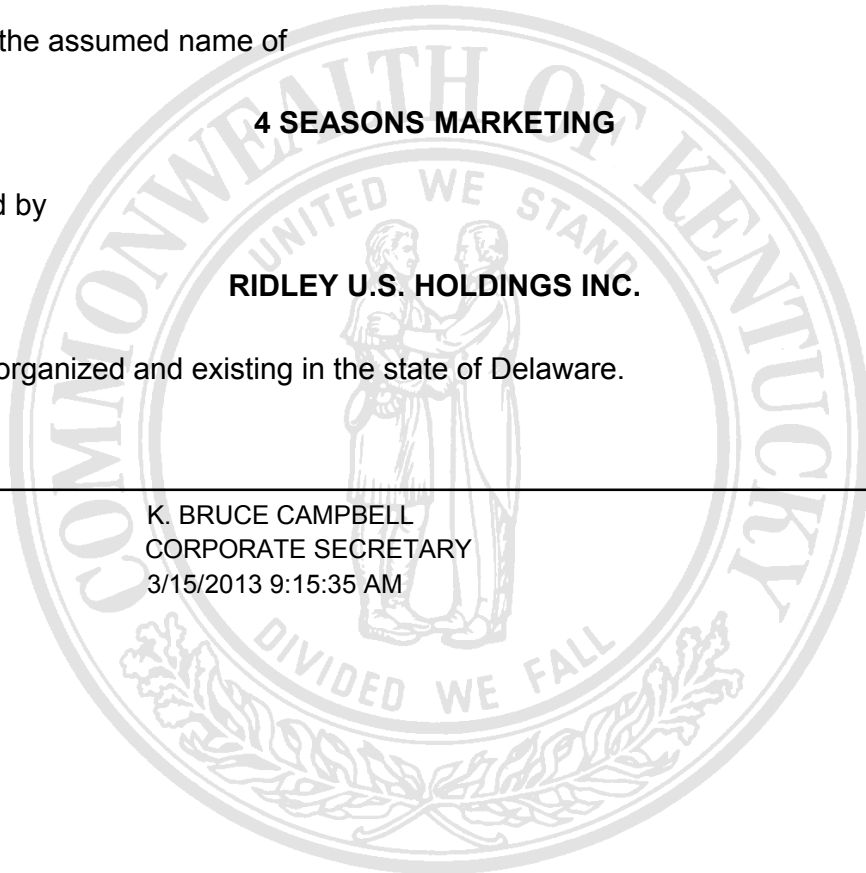 the assumed name of
4 SEASONS MARKETING
d by
RIDLEY U.S. HOLDINGS INC.
organized and existing in the state of Delaware.
K. BRUCE CAMPBELL
CORPORATE SECRETARY
3/15/2013 9:15:35 AM
COMMONWEALTH OF KENTUCKY
UNITED WE STAND
DIVIDED WE FALL